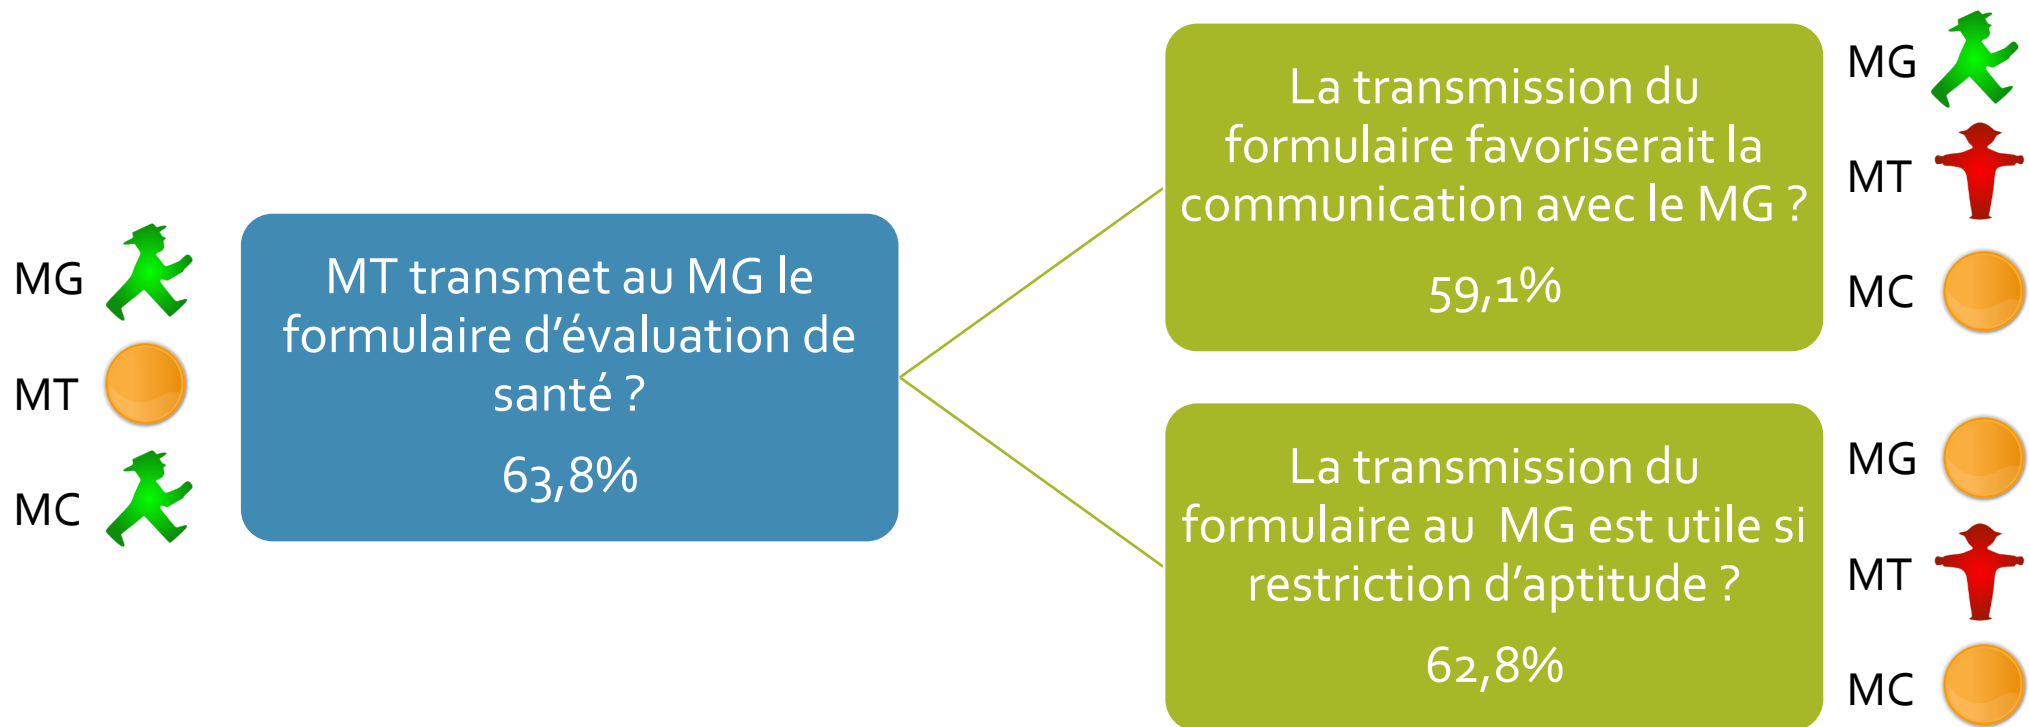 MG
MT
MC
MT transmet au MG le
formulaire d’évaluation de
santé ?
63,8%
La transmission du
formulaire favoriserait la
communication avec le MG ?
59,1%
MG
MT
MC
La transmission du
formulaire au  MG est utile si
restriction d’aptitude ?
62,8%
MG
MT
MC